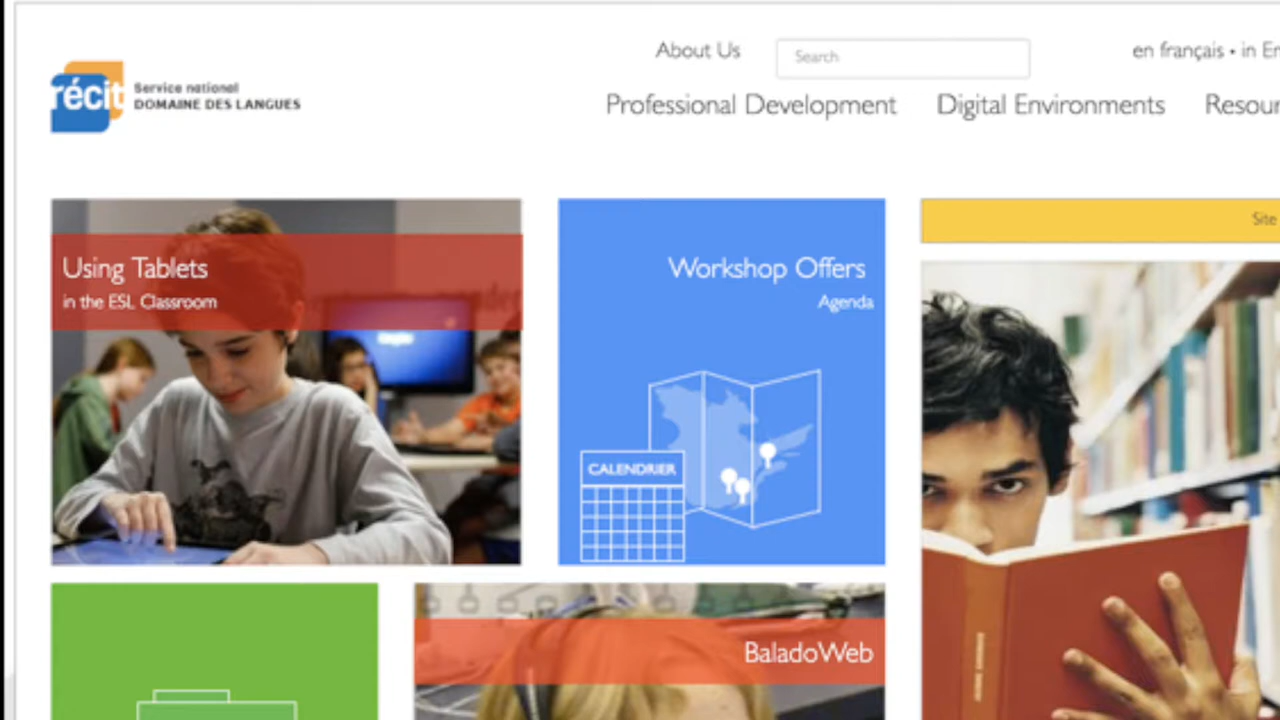 About Us
Search
en français • in En
récit
Service national
DOMAINE DES LANGUES
Professional Development
Digital Environments
Resour
Using Tablets
in the ESL Classroom
Workshop Offers
Agenda
Site
CALENDRIER
BaladoWeb